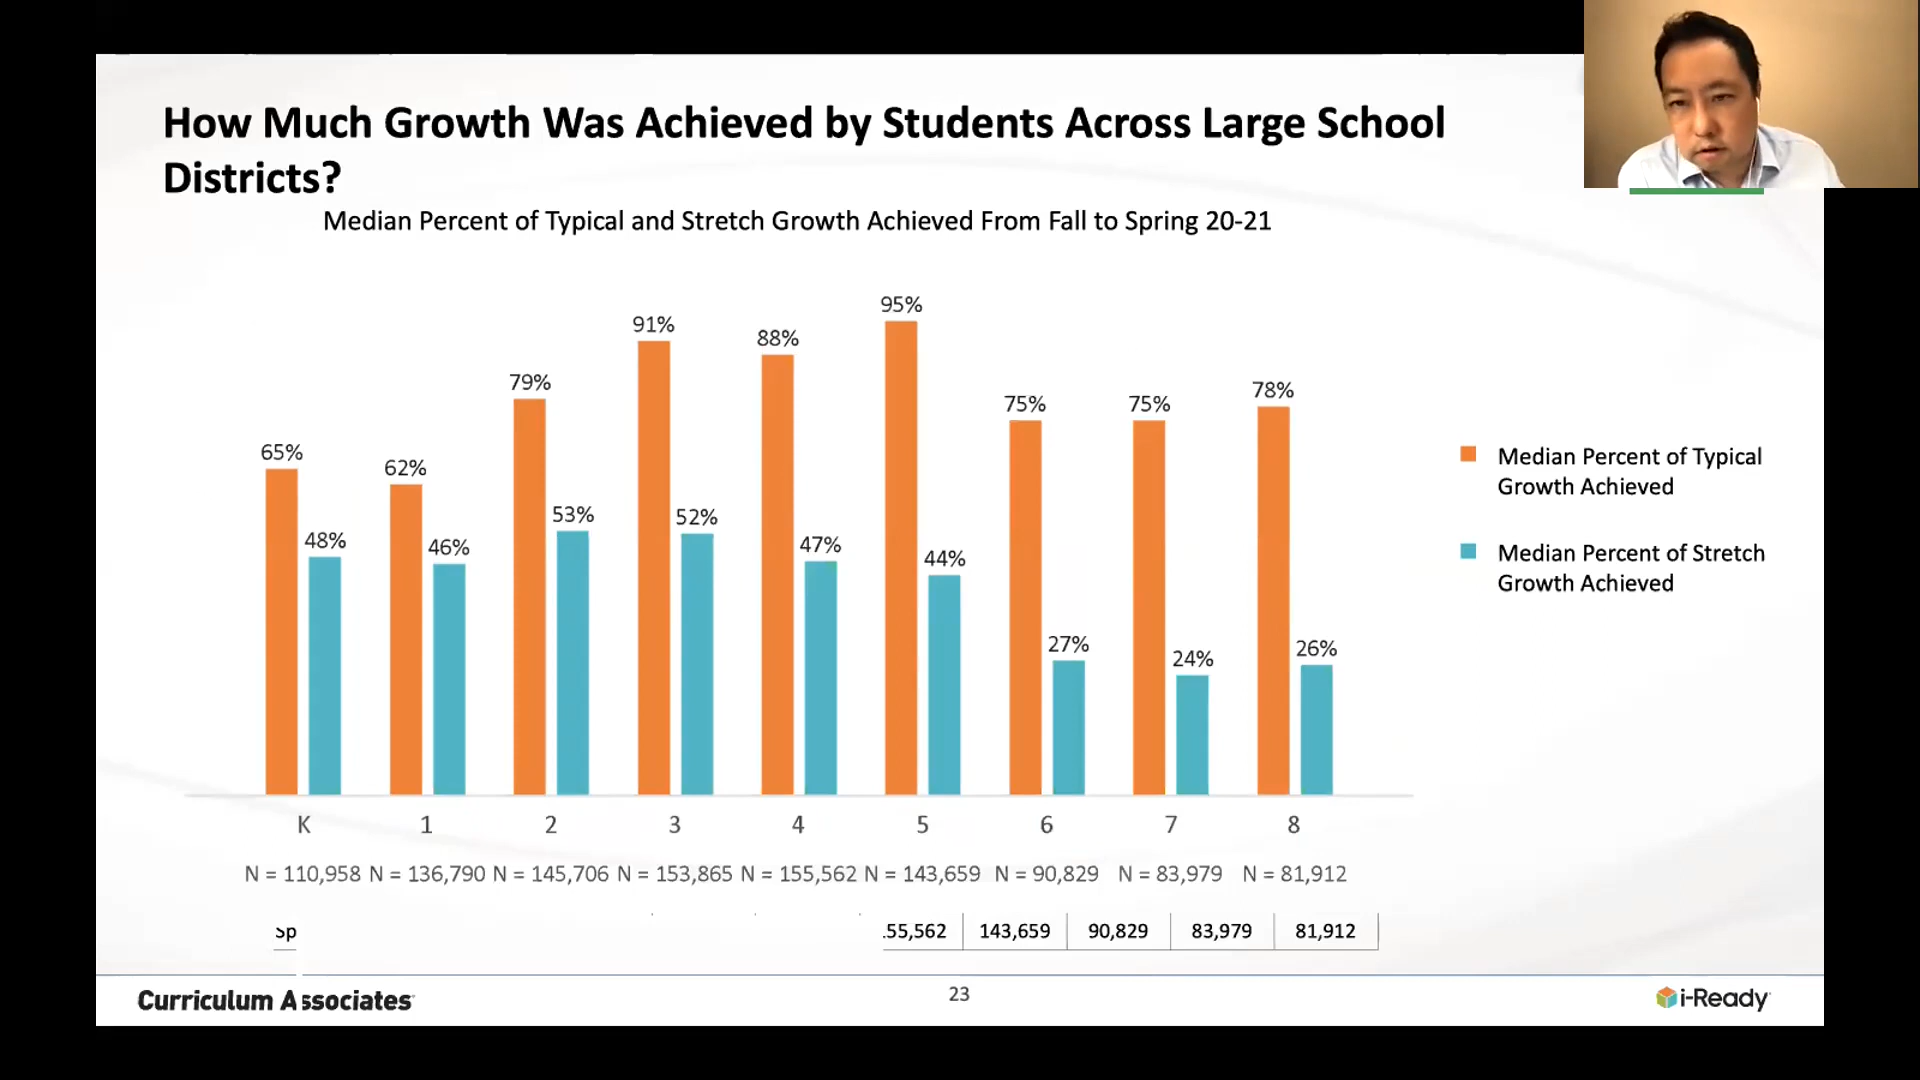 How Much Growth Was Achieved by Students Across Large School
Districts?
Median Percent of Typical and Stretch Growth Achieved From Fall to Spring 20-21
95%
91%
88%
79%
75%
75%
78%
65%
62%
53%
52%
48%
46%
47%
44%
27%
24%
26%
Median Percent of Typical
Growth Achieved
Median Percent of Stretch
Growth Achieved
K 1 2 3 4 5 6 7 8
N = 110,958 N = 136,790 N = 145,706 N = 153,865 N = 155,562 N = 143,659 N = 90,829 N = 83,979 N = 81,912
Sp 55,562 143,659 90,829 83,979 81,912
Curriculum Associates
23
i-Ready